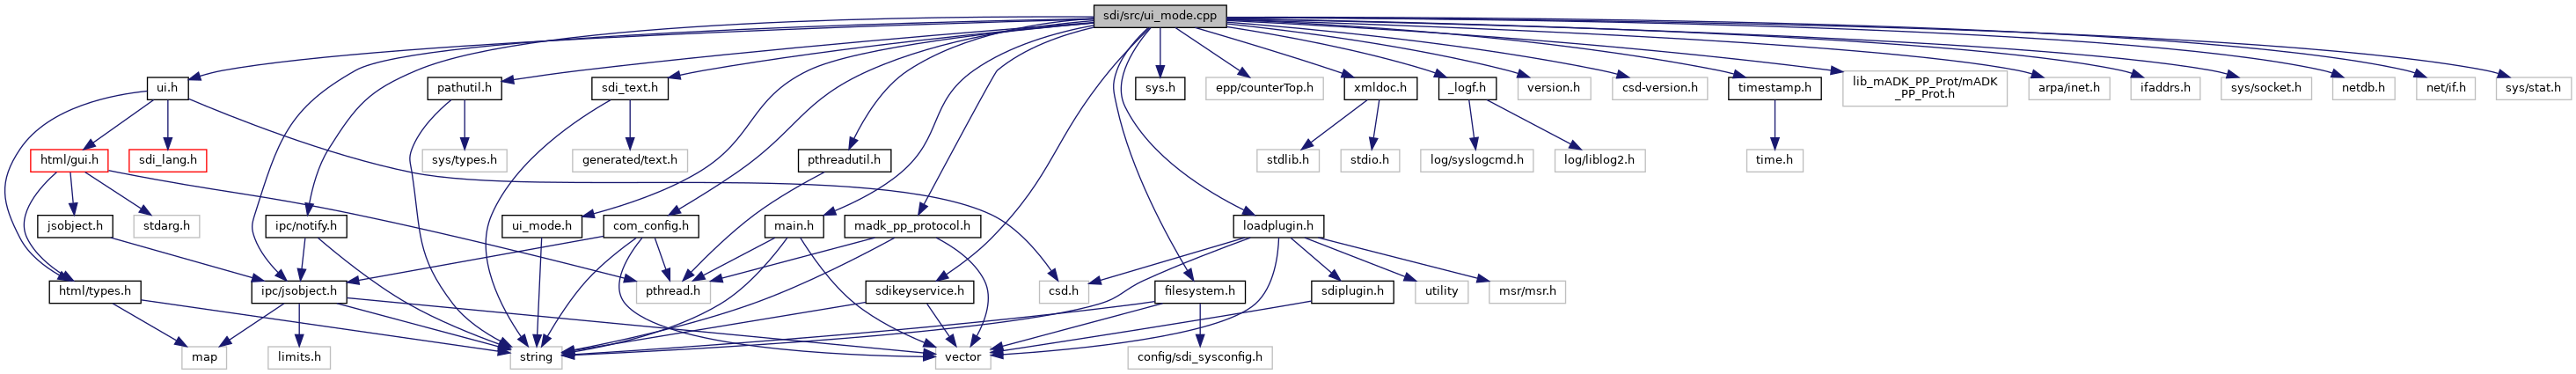 sdi/src/ui_mode.cpp
ui.h
pathutil.h
sdi_text.h
sys.h
epp/counterTop.h
xmldoc.h
_logf.h
version.h
csd-version.h
timestamp.h
lib_mADK_PP_Prot/mADK
_PP_Prot.h
arpa/inet.h
ifaddrs.h
sys/socket.h
netdb.h
net/if.h
sys/stat.h
html/gui.h
sdi_lang.h
sys/types.h
generated/text.h
pthreadutil.h
stdlib.h
stdio.h
log/syslogcmd.h
log/liblog2.h
time.h
jsobject.h
stdarg.h
ipc/notify.h
ui_mode.h
com_config.h
main.h
madk_pp_protocol.h
loadplugin.h
html/types.h
ipc/jsobject.h
pthread.h
sdikeyservice.h
csd.h
filesystem.h
sdiplugin.h
utility
msr/msr.h
map
limits.h
string
vector
config/sdi_sysconfig.h